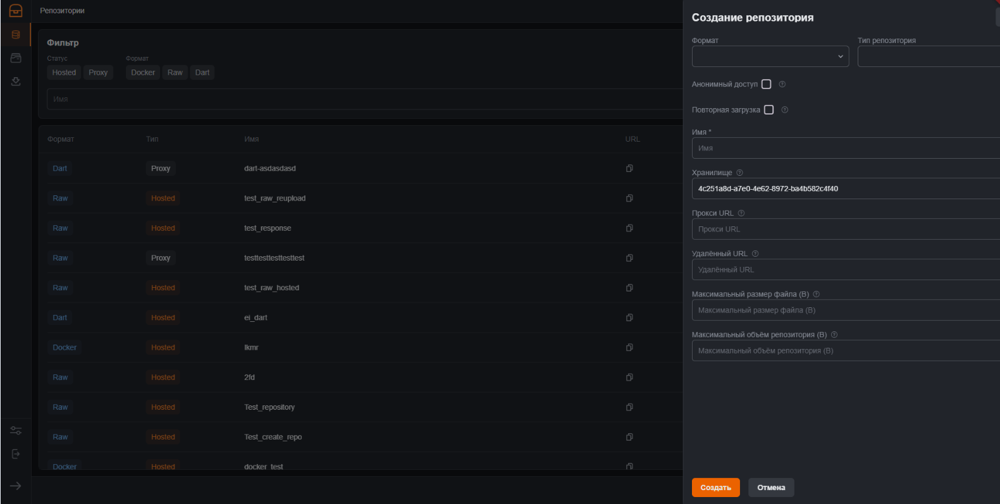 Репозитории
Фильтр
Статус Формат
Hosted Proxy Docker Raw Dart
Имя
Формат Тип Имя URL
Dart Proxy dart-asdasdasd
Raw Hosted test_raw_reupload
Raw Hosted test_response
Raw Proxy testtesttesttesttest
Raw Hosted test_raw_hosted
Dart Hosted ei_dart
Docker Hosted lkmr
Raw Hosted 2fd
Raw Hosted Test_repository
Raw Hosted Test_create_repo
Docker Hosted docker_test
Создание репозитория
Формат Тип репозитория
Анонимный доступ
Повторная загрузка
Имя *
Имя
Хранилище
4c251a8d-a7e0-4e62-8972-ba4b582c4f40
Прокси URL
Прокси URL
Удалённый URL
Удалённый URL
Максимальный размер файла (B)
Максимальный размер файла (B)
Максимальный объём репозитория (B)
Максимальный объём репозитория (B)
Создать Отмена